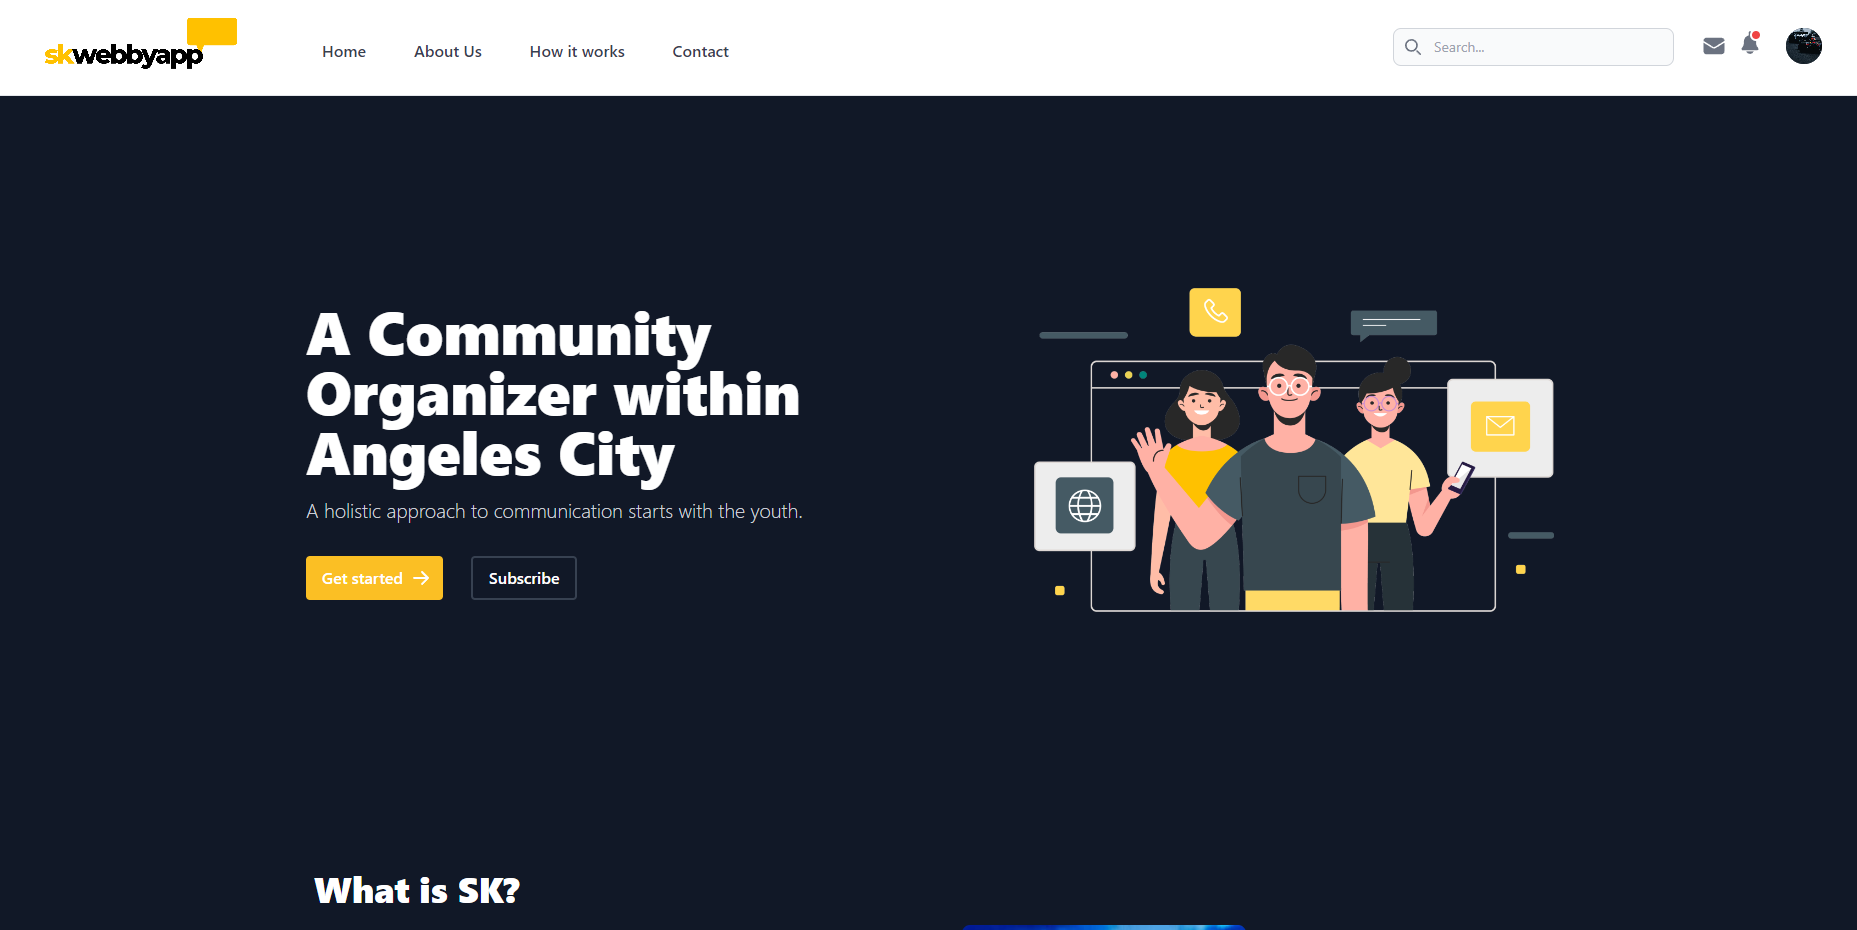 skwebbyapp
Home About Us How it works Contact
Search...
A Community
Organizer within
Angeles City
A holistic approach to communication starts with the youth.
Get started
Subscribe
What is SK?